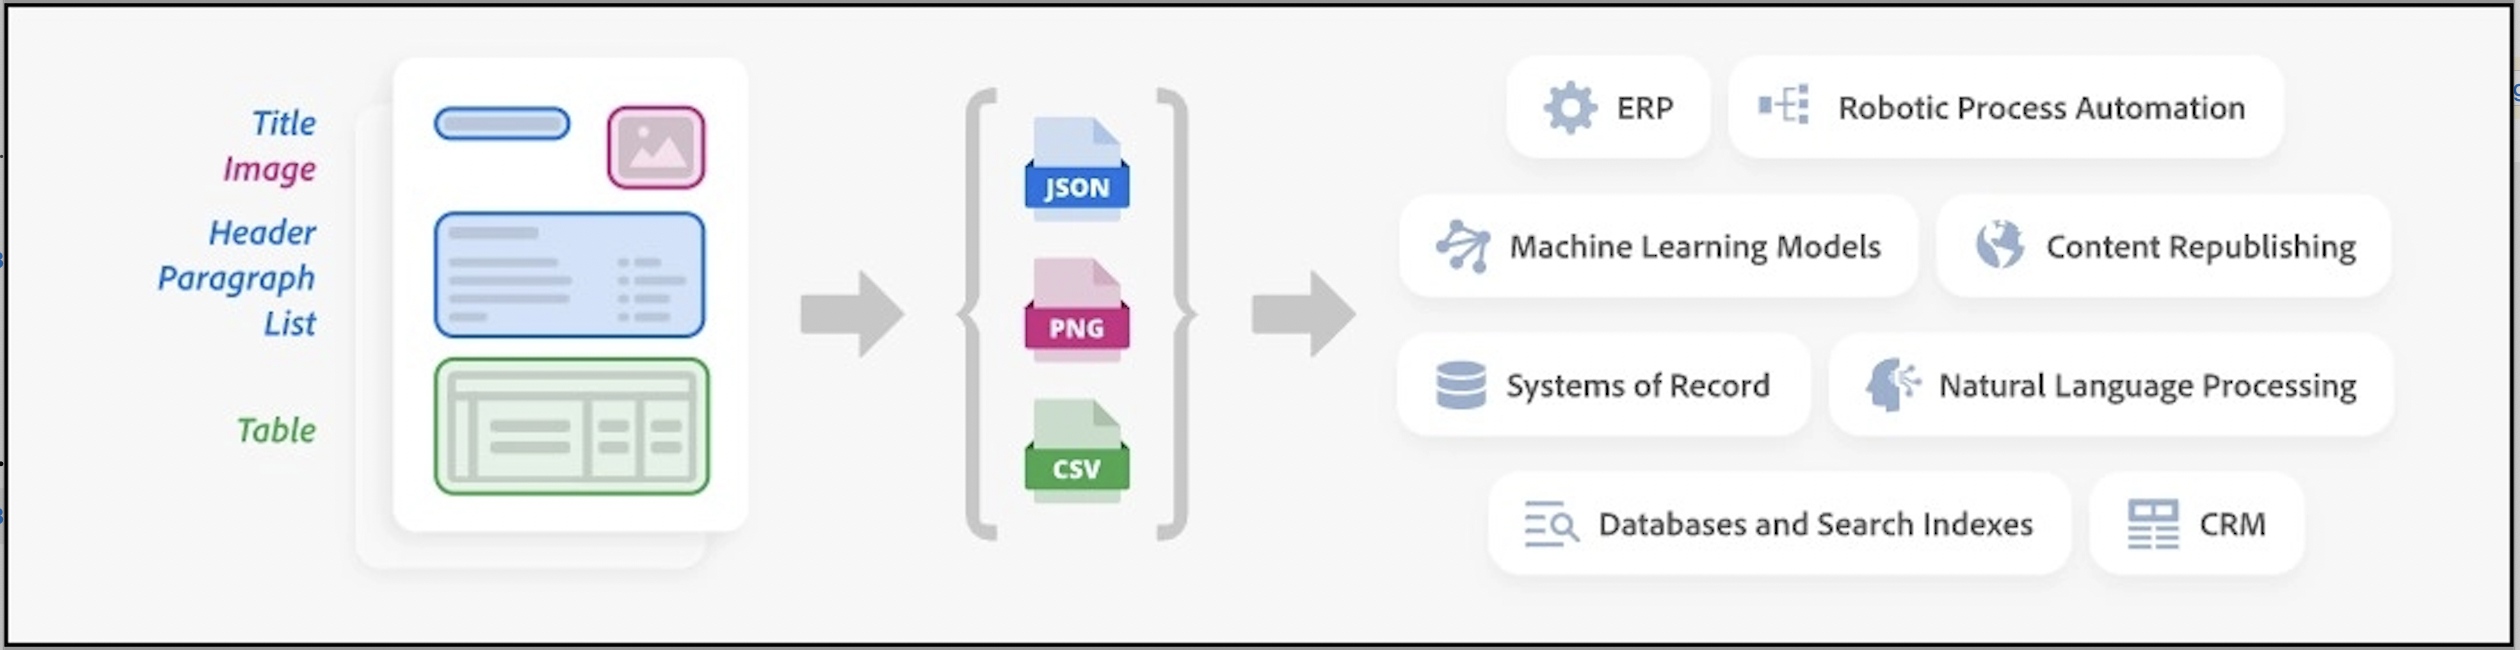 Title
Image
Header
Paragraph
List
Table
JSON
PNG
CSV
ERP
Robotic Process Automation
Machine Learning Models
Content Republishing
Systems of Record
Natural Language Processing
Databases and Search Indexes
CRM